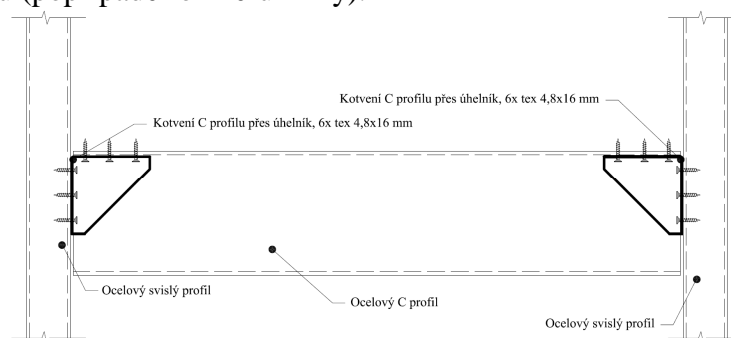 Kotvení C profilu přes úhelník, 6x tex 4,8x16 mm
Kotvení C profilu přes úhelník, 6x tex 4,8x16 mm
Ocelový svislý profil
Ocelový C profil
Ocelový svislý profil